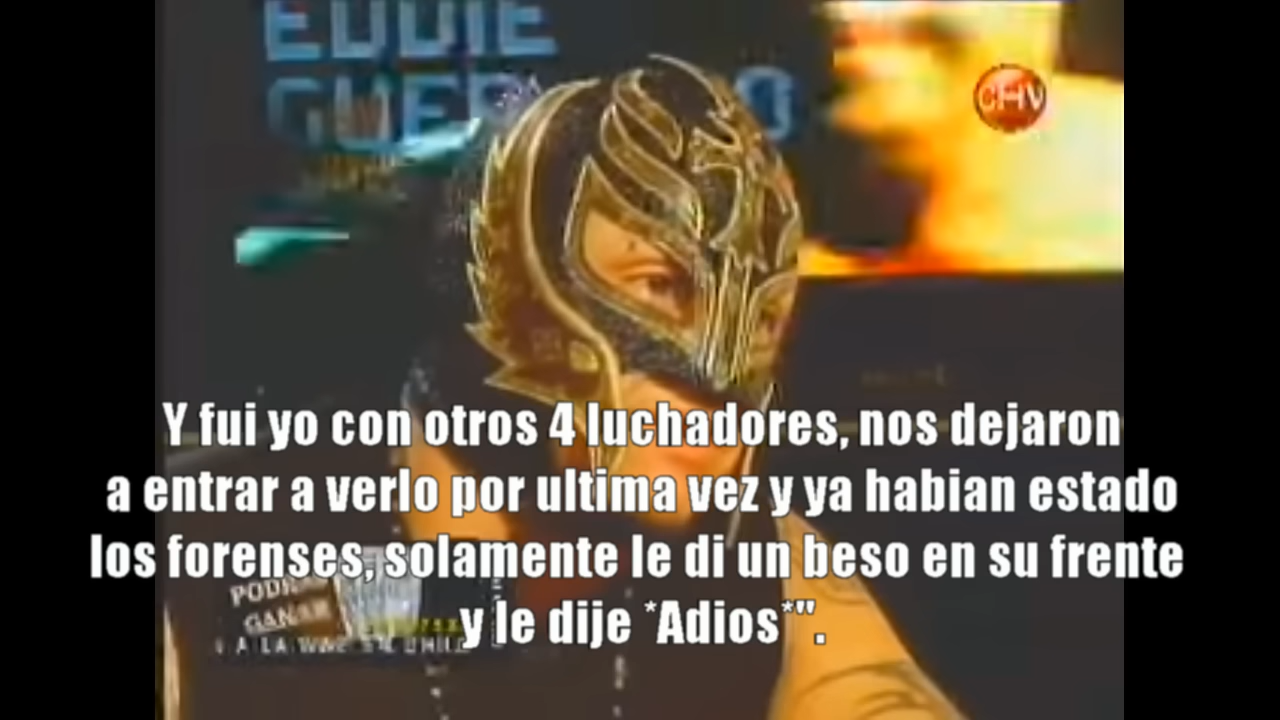 EDDIE
CHV
Y fui yo con otros 4 luchadores, nos dejaron
a entrar a verlo por ultima vez y ya habian estado
los forenses, solamente le di un beso en su frente
y le dije *Adios*".
GANAR